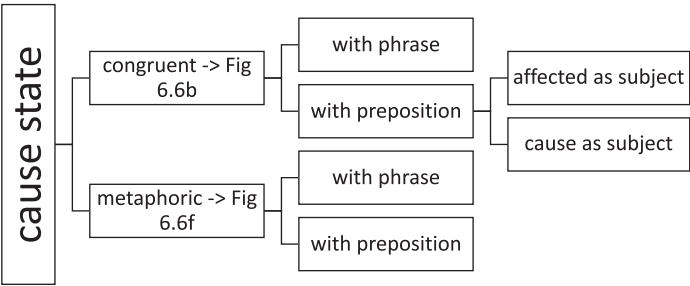 cause state
congruent -> Fig
6.6b
with phrase
with preposition
affected as subject
cause as subject
metaphoric -> Fig
6.6f
with phrase
with preposition